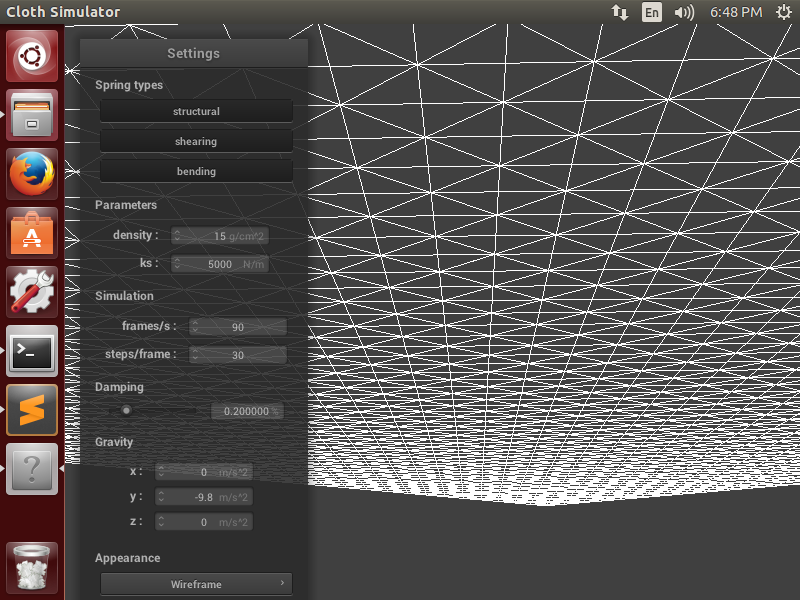 Cloth Simulator
En
6:48 PM
Settings
Spring types
structural
shearing
bending
Parameters
density : 15 g/cm^2
ks : 5000 N/m
Simulation
frames/s : 90
steps/frame : 30
Damping
0.200000 %
Gravity
x : 0 m/s^2
y : -9.8 m/s^2
z : 0 m/s^2
Appearance
Wireframe